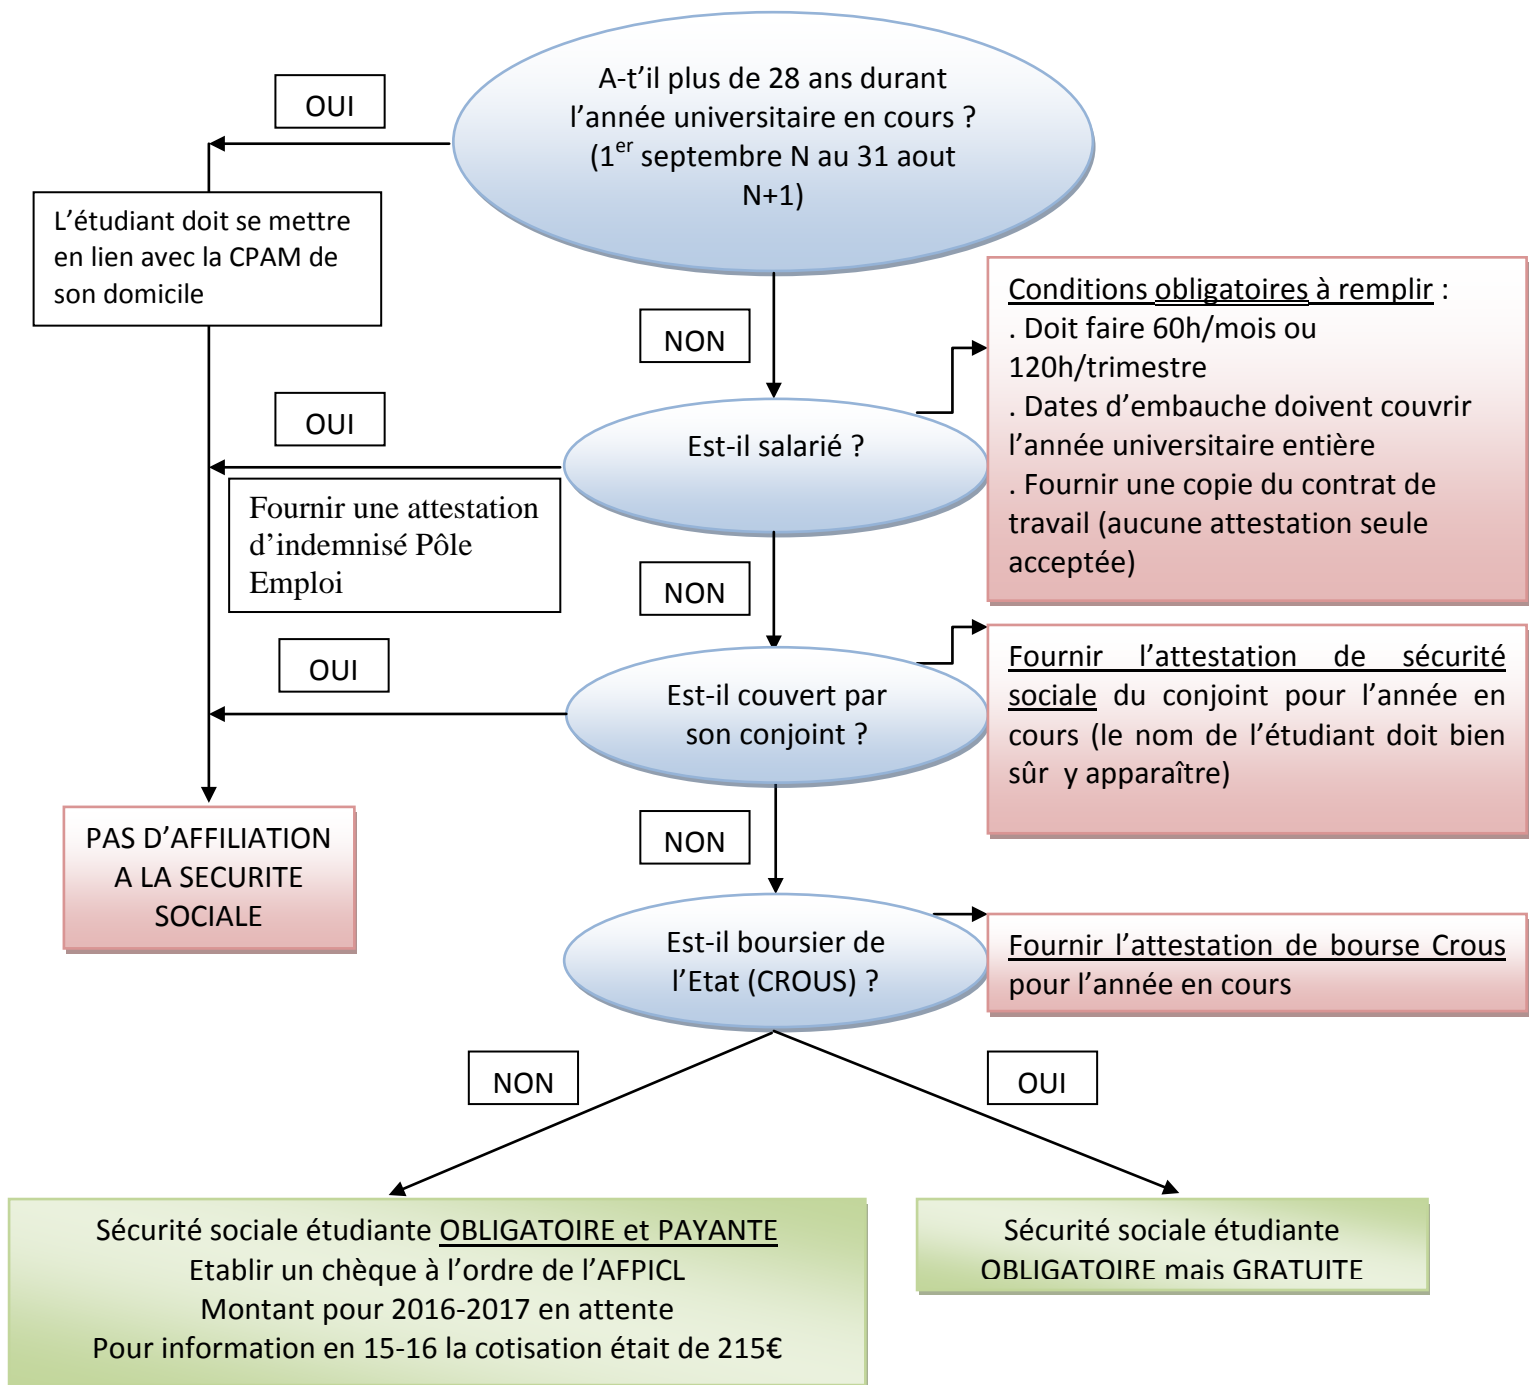 A-t'il plus de 28 ans durant
l'année universitaire en cours ?
(1er septembre N au 31 aout
N+1)
OUI
L'étudiant doit se mettre
en lien avec la CPAM de
son domicile
NON
Conditions obligatoires à remplir :
. Doit faire 60h/mois ou
120h/trimestre
. Dates d'embauche doivent couvrir
l'année universitaire entière
. Fournir une copie du contrat de
travail (aucune attestation seule
acceptée)
OUI
Est-il salarié ?
Fournir une attestation
d'indemnisé Pôle
Emploi
NON
OUI
Est-il couvert par
son conjoint ?
Fournir l'attestation de sécurité
sociale du conjoint pour l'année en
cours (le nom de l'étudiant doit bien
sûr y apparaître)
PAS D'AFFILIATION
A LA SECURITE
SOCIALE
NON
Est-il boursier de
l'Etat (CROUS) ?
Fournir l'attestation de bourse Crous
pour l'année en cours
NON
OUI
Sécurité sociale étudiante OBLIGATOIRE et PAYANTE
Etablir un chèque à l'ordre de l'AFPICL
Montant pour 2016-2017 en attente
Pour information en 15-16 la cotisation était de 215€
Sécurité sociale étudiante
OBLIGATOIRE mais GRATUITE